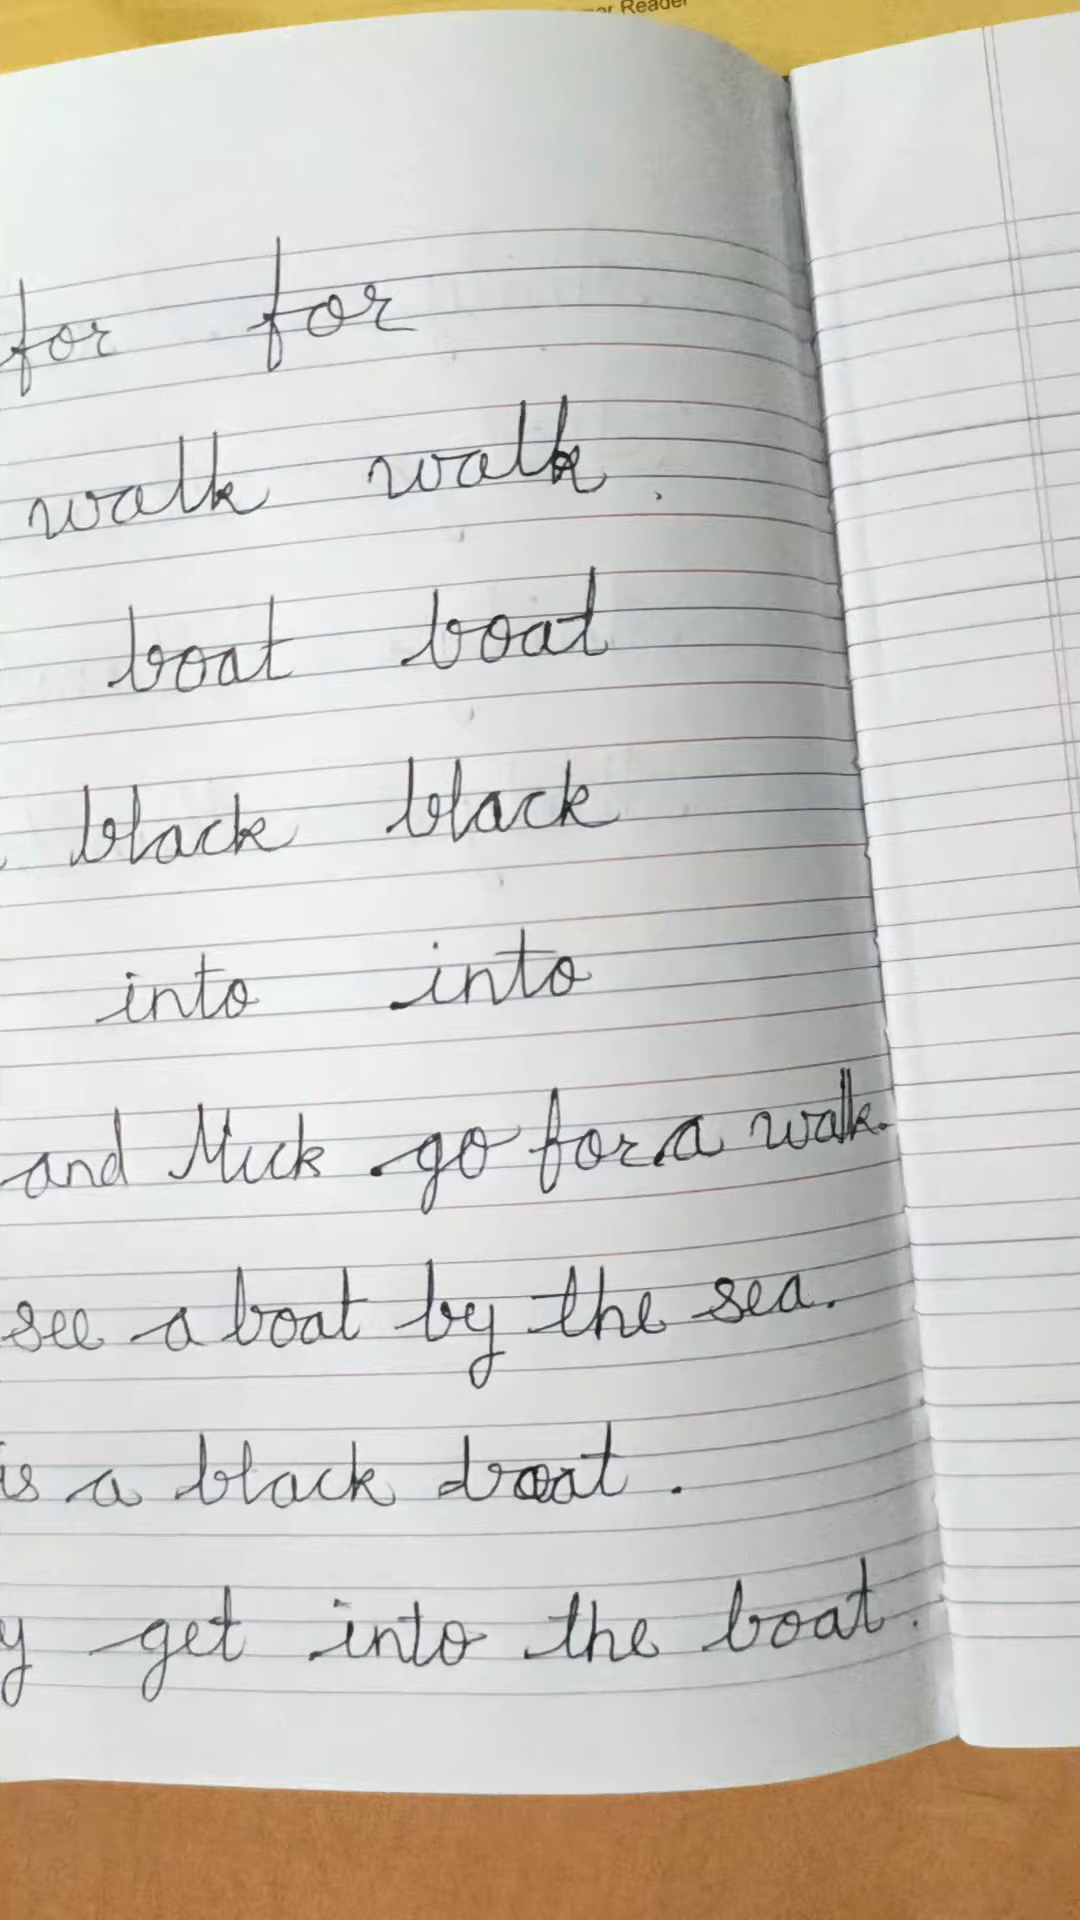 Reader
for for
walk walk
boat boat
black black
into into
and Mick go for a walk.
see a boat by the sea.
is a black boat.
y get into the boat.